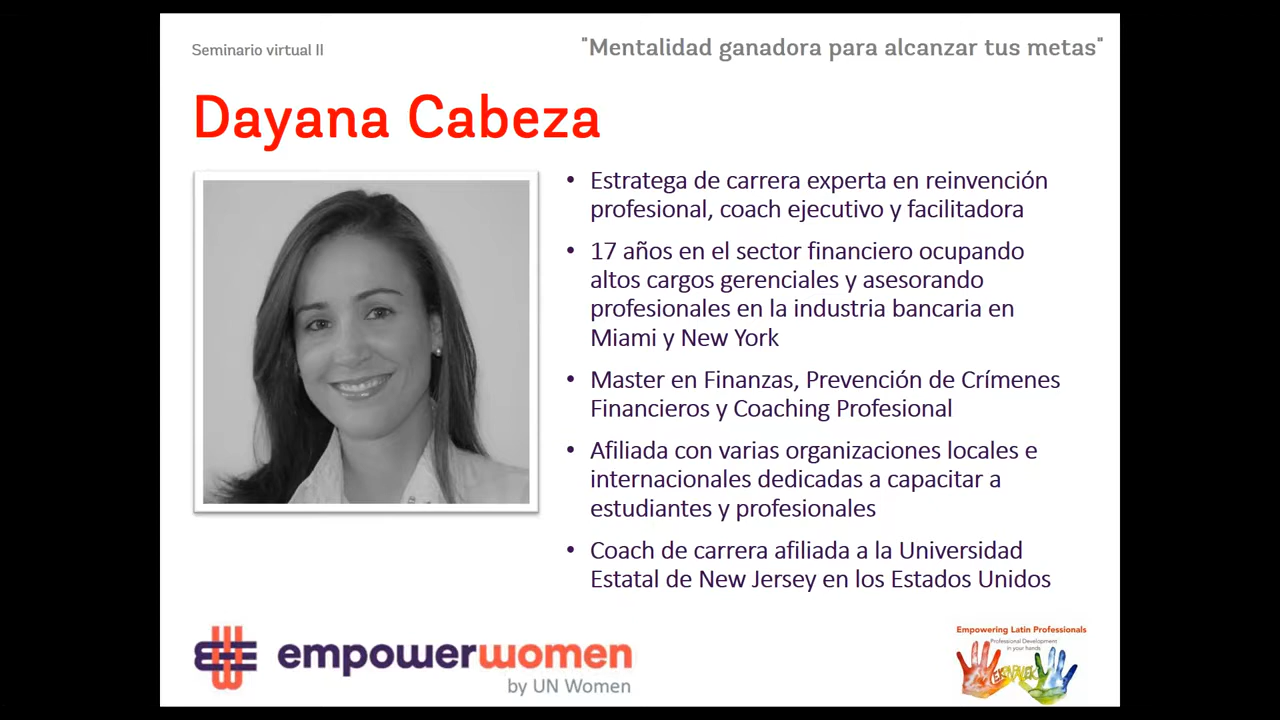 Seminario virtual II
"Mentalidad ganadora para alcanzar tus metas"
Dayana Cabeza
• Estratega de carrera experta en reinvención
profesional, coach ejecutivo y facilitadora
• 17 años en el sector financiero ocupando
altos cargos gerenciales y asesorando
profesionales en la industria bancaria en
Miami y New York
• Master en Finanzas, Prevención de Crímenes
Financieros y Coaching Profesional
• Afiliada con varias organizaciones locales e
internacionales dedicadas a capacitar a
estudiantes y profesionales
• Coach de carrera afiliada a la Universidad
Estatal de New Jersey en los Estados Unidos
empowerwomen
by UN Women
Empowering Latin Professionals
Professional Development
in your hands